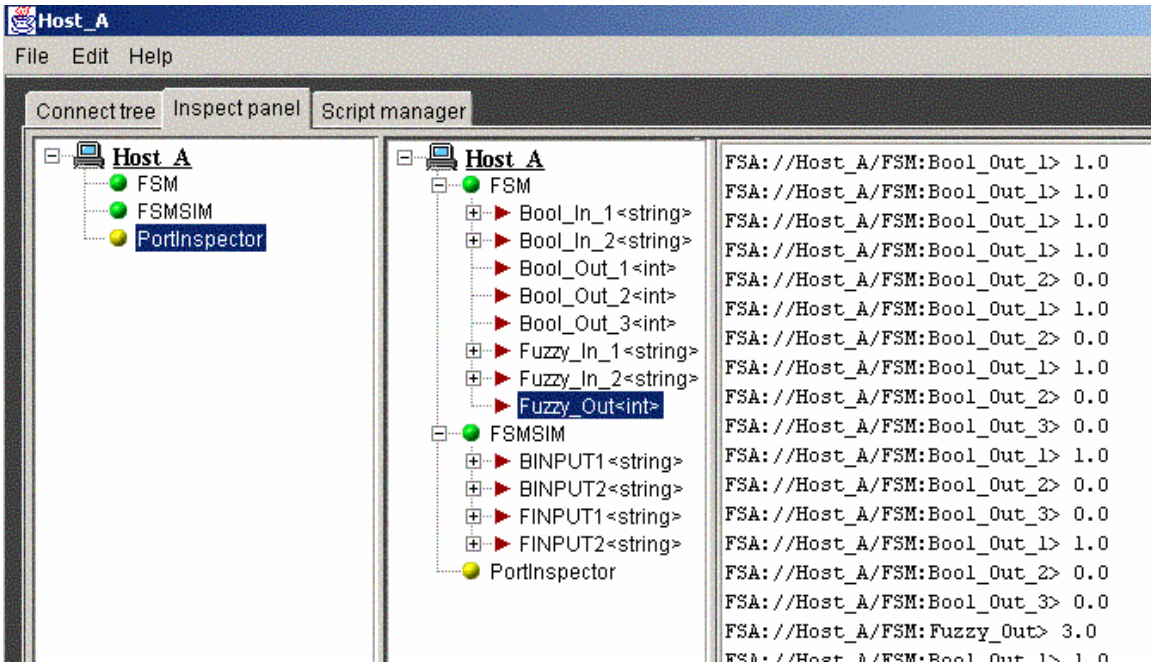 Host_A
File Edit Help
Connect tree Inspect panel Script manager
Host_A
FSM
FSMSIM
PortInspector
Host_A
FSM
Bool_In_1<string>
Bool_In_2<string>
Bool_Out_1<int>
Bool_Out_2<int>
Bool_Out_3<int>
Fuzzy_In_1<string>
Fuzzy_In_2<string>
Fuzzy_Out<int>
FSMSIM
BINPUT1<string>
BINPUT2<string>
FINPUT1<string>
FINPUT2<string>
PortInspector
FSA://Host_A/FSM:Bool_Out_1> 1.0
FSA://Host_A/FSM:Bool_Out_1> 1.0
FSA://Host_A/FSM:Bool_Out_1> 1.0
FSA://Host_A/FSM:Bool_Out_1> 1.0
FSA://Host_A/FSM:Bool_Out_2> 0.0
FSA://Host_A/FSM:Bool_Out_1> 1.0
FSA://Host_A/FSM:Bool_Out_2> 0.0
FSA://Host_A/FSM:Bool_Out_1> 1.0
FSA://Host_A/FSM:Bool_Out_2> 0.0
FSA://Host_A/FSM:Bool_Out_3> 0.0
FSA://Host_A/FSM:Bool_Out_1> 1.0
FSA://Host_A/FSM:Bool_Out_2> 0.0
FSA://Host_A/FSM:Bool_Out_3> 0.0
FSA://Host_A/FSM:Bool_Out_1> 1.0
FSA://Host_A/FSM:Bool_Out_2> 0.0
FSA://Host_A/FSM:Bool_Out_3> 0.0
FSA://Host_A/FSM:Fuzzy_Out> 3.0
FSA://Host_A/FSM:Bool_Out_1> 1.0